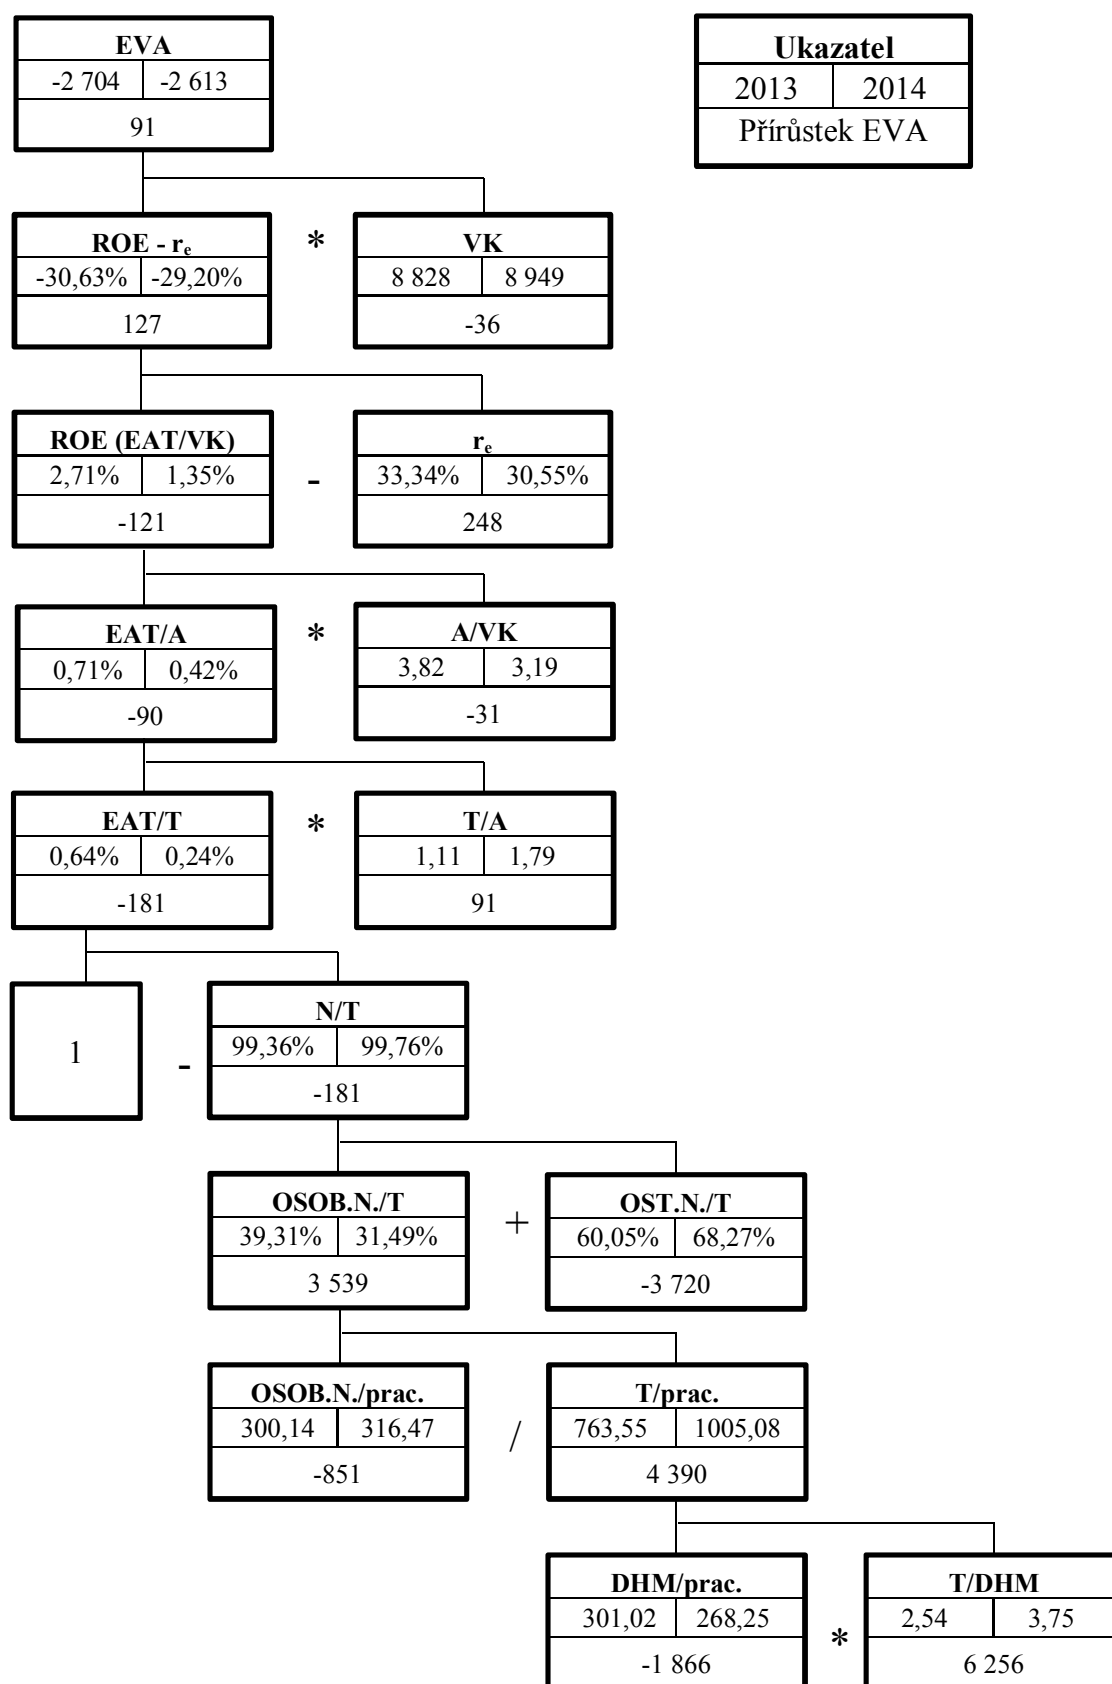 EVA
-2 704 -2 613
91
Ukazatel
2013 2014
Přírůstek EVA
ROE - rₑ
-30,63% -29,20%
127
*
VK
8 828 8 949
-36
ROE (EAT/VK)
2,71% 1,35%
-121
-
rₑ
33,34% 30,55%
248
EAT/A
0,71% 0,42%
-90
*
A/VK
3,82 3,19
-31
EAT/T
0,64% 0,24%
-181
*
T/A
1,11 1,79
91
1
-
N/T
99,36% 99,76%
-181
OSOB.N./T
39,31% 31,49%
3 539
+
OST.N./T
60,05% 68,27%
-3 720
OSOB.N./prac.
300,14 316,47
-851
/
T/prac.
763,55 1005,08
4 390
DHM/prac.
301,02 268,25
-1 866
*
T/DHM
2,54 3,75
6 256